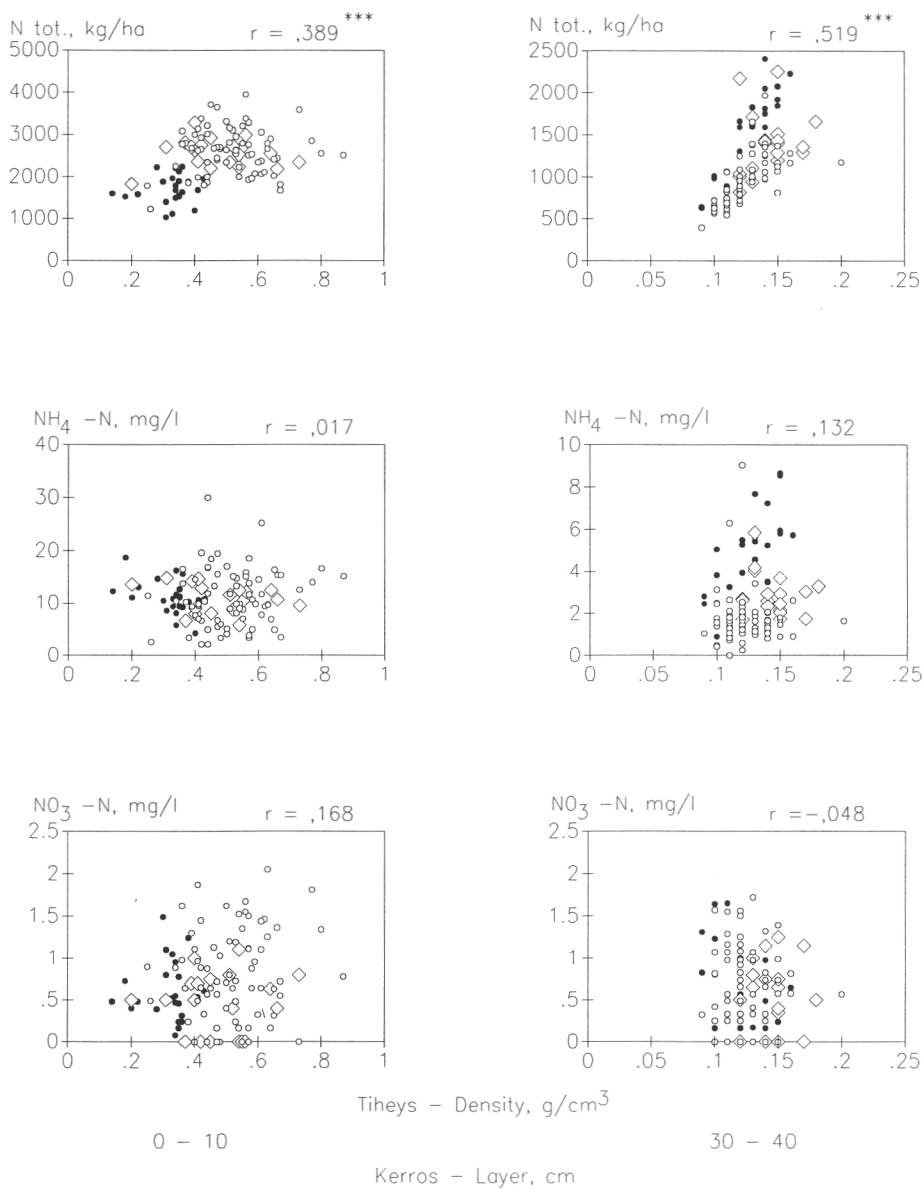 N tot., kg/ha r = ,389***
5000
4000
3000
2000
1000
0
0 .2 .4 .6 .8 1
N tot., kg/ha r = ,519***
2500
2000
1500
1000
500
0
0 .05 .1 .15 .2 .25
NH4 –N, mg/l r = ,017
40
30
20
10
0
0 .2 .4 .6 .8 1
NH4 –N, mg/l r = ,132
10
8
6
4
2
0
0 .05 .1 .15 .2 .25
NO3 –N, mg/l r = ,168
2.5
2
1.5
1
.5
0
0 .2 .4 .6 .8 1
NO3 –N, mg/l r =–,048
2.5
2
1.5
1
.5
0
0 .05 .1 .15 .2 .25
Tiheys – Density, g/cm3
0 – 10 30 – 40
Kerros – Layer, cm